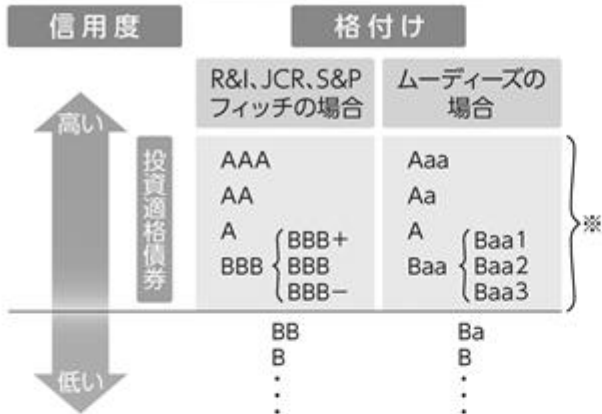 信用度
格付け
R&I、JCR、S&P
フィッチの場合
ムーディーズの
場合
高い
投資適格債券
AAA
Aaa
AA
Aa
A
A
BBB
BBB+
BBB
BBB−
Baa
Baa1
Baa2
Baa3
※
BB
Ba
B
B
低い